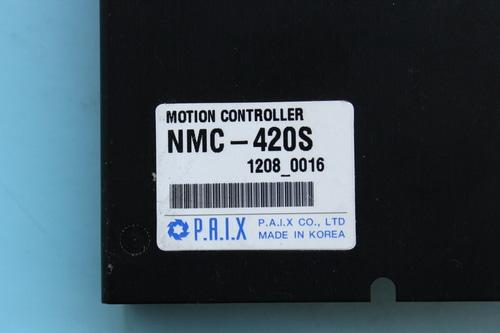 MOTION CONTROLLER
NMC-420S
1208_0016
P.A.I.X P.A.I.X CO., LTD
MADE IN KOREA